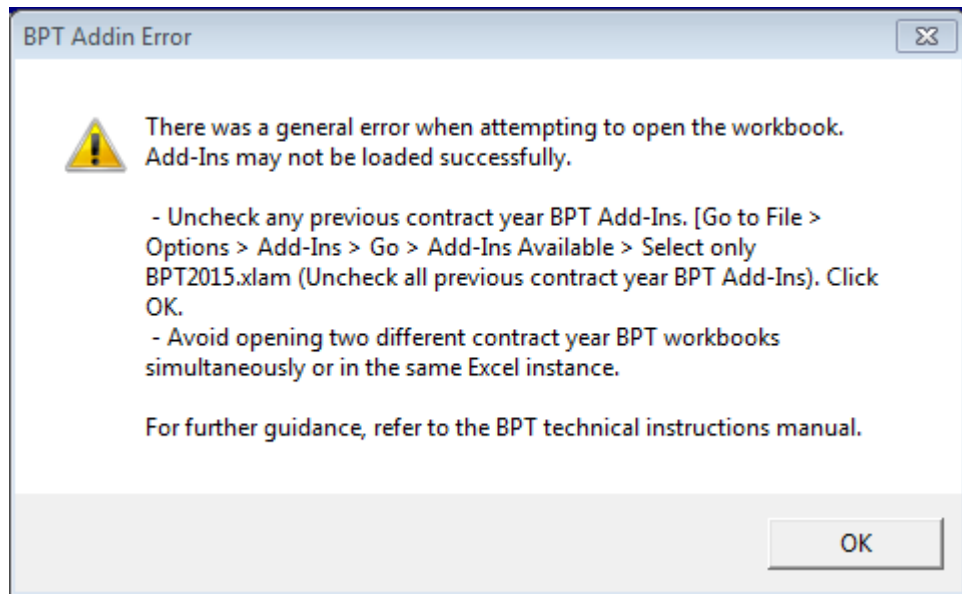 BPT Addin Error
There was a general error when attempting to open the workbook.
Add-Ins may not be loaded successfully.
- Uncheck any previous contract year BPT Add-Ins. [Go to File >
Options > Add-Ins > Go > Add-Ins Available > Select only
BPT2015.xlam (Uncheck all previous contract year BPT Add-Ins). Click
OK.
- Avoid opening two different contract year BPT workbooks
simultaneously or in the same Excel instance.
For further guidance, refer to the BPT technical instructions manual.
OK